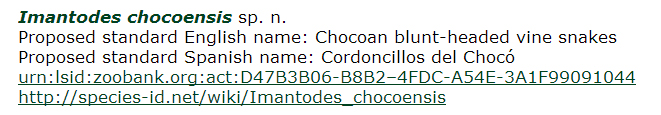 Imantodes chocoensis sp. n.
Proposed standard English name: Chocoan blunt-headed vine snakes
Proposed standard Spanish name: Cordoncillos del Chocó
urn:lsid:zoobank.org:act:D47B3B06-B8B2–4FDC-A54E-3A1F99091044
http://species-id.net/wiki/Imantodes_chocoensis